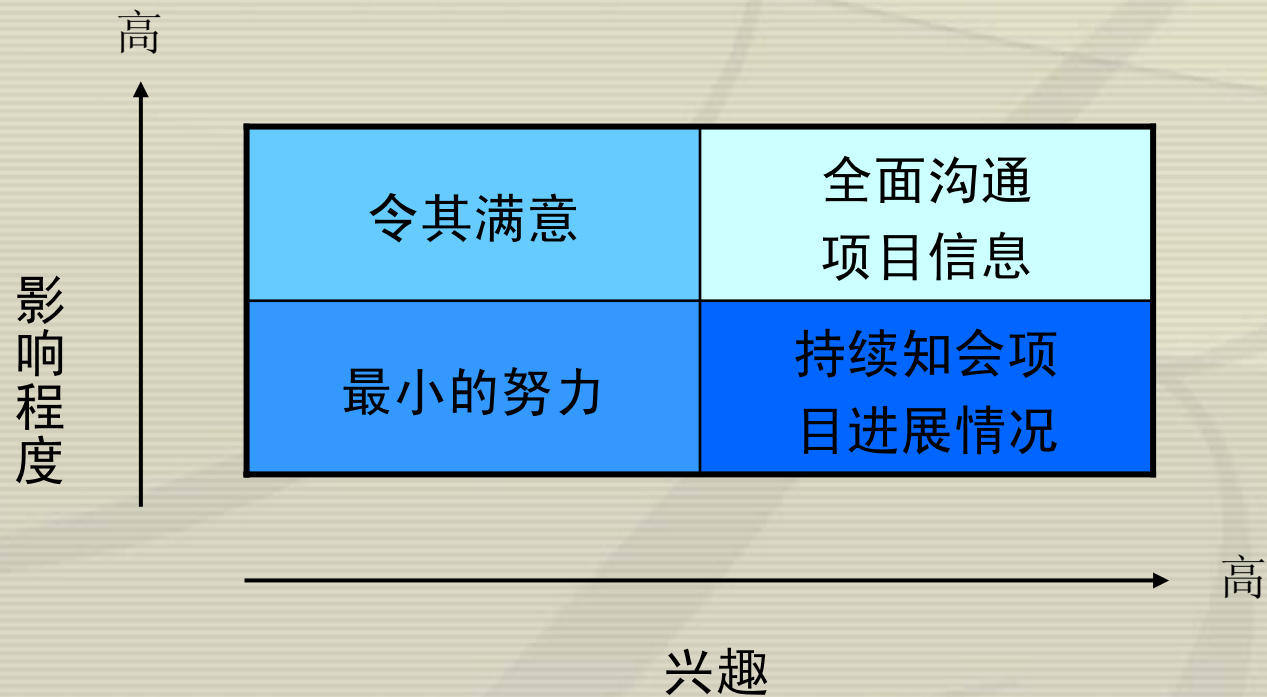 高
令其满意
全面沟通
项目信息
影响程度
最小的努力
持续知会项
目进展情况
高
兴趣